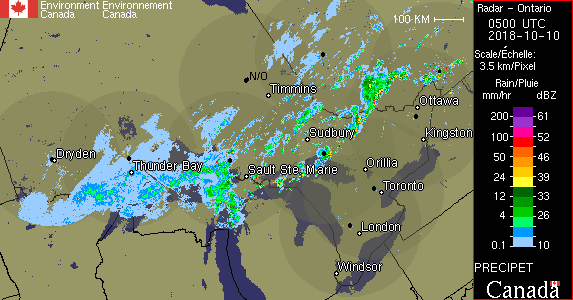 Environment Environnement
Canada Canada
100 KM
N/O
Timmins
Ottawa
Sudbury
Kingston
Dryden
Thunder Bay
Sault Ste. Marie
Orillia
Toronto
London
Windsor
Radar - Ontario
0500 UTC
2018-10-10
Scale/Échelle:
3.5 km/Pixel
Rain/Pluie
mm/hr dBZ
200 61
100 52
50 46
24 39
12 33
4 26
0.1 10
PRECIPET
Canada